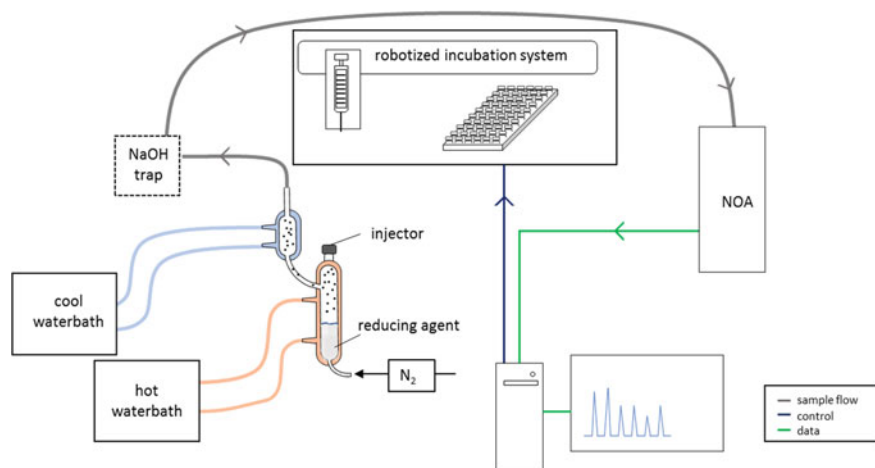 robotized incubation system
NaOH
trap
NOA
injector
cool
waterbath
reducing agent
hot
waterbath
N₂
sample flow
control
data